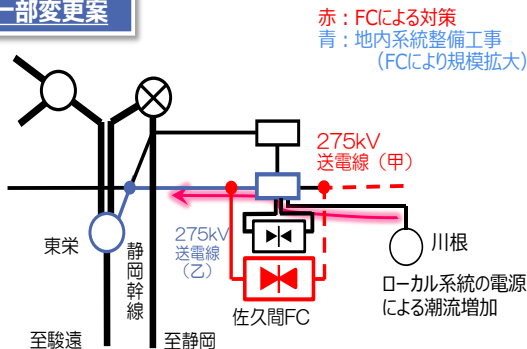 一部変更案
赤：FCによる対策
青：地内系統整備工事
（FCにより規模拡大）
275kV
送電線（甲）
東栄
静岡幹線
275kV
送電線
（乙）
川根
ローカル系統の電源
による潮流増加
佐久間FC
至駿遠
至静岡